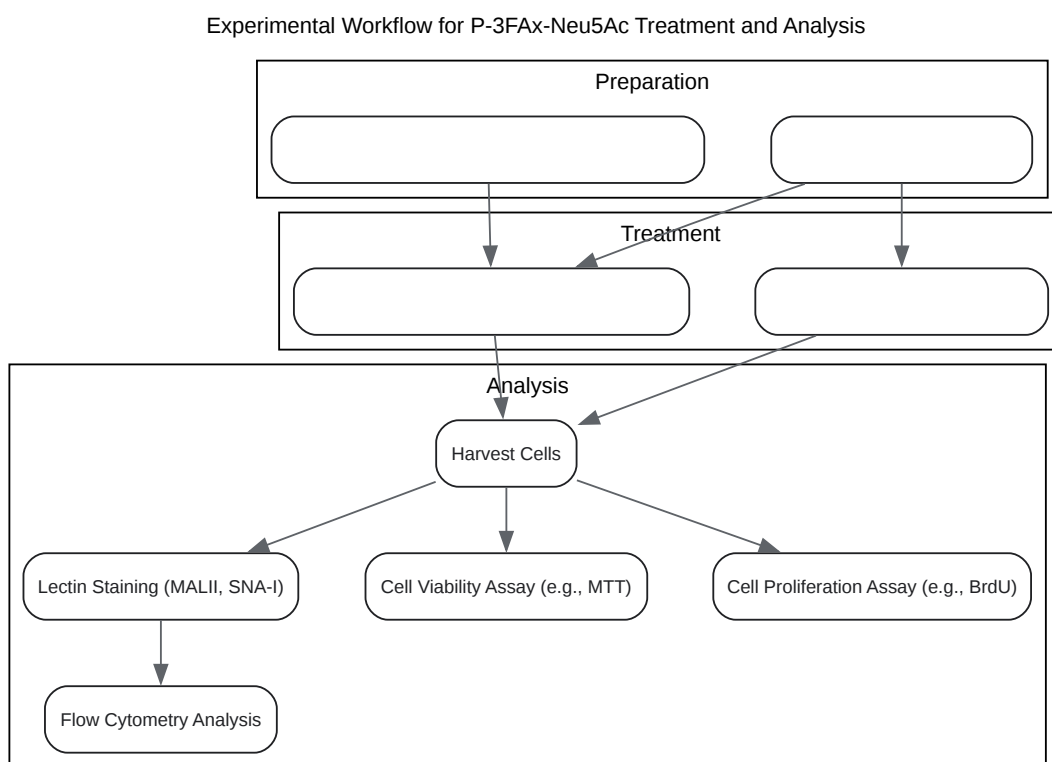 Experimental Workflow for P-3FAx-Neu5Ac Treatment and Analysis
Preparation
Treatment
Analysis
Harvest Cells
Lectin Staining (MALII, SNA-I)
Cell Viability Assay (e.g., MTT)
Cell Proliferation Assay (e.g., BrdU)
Flow Cytometry Analysis